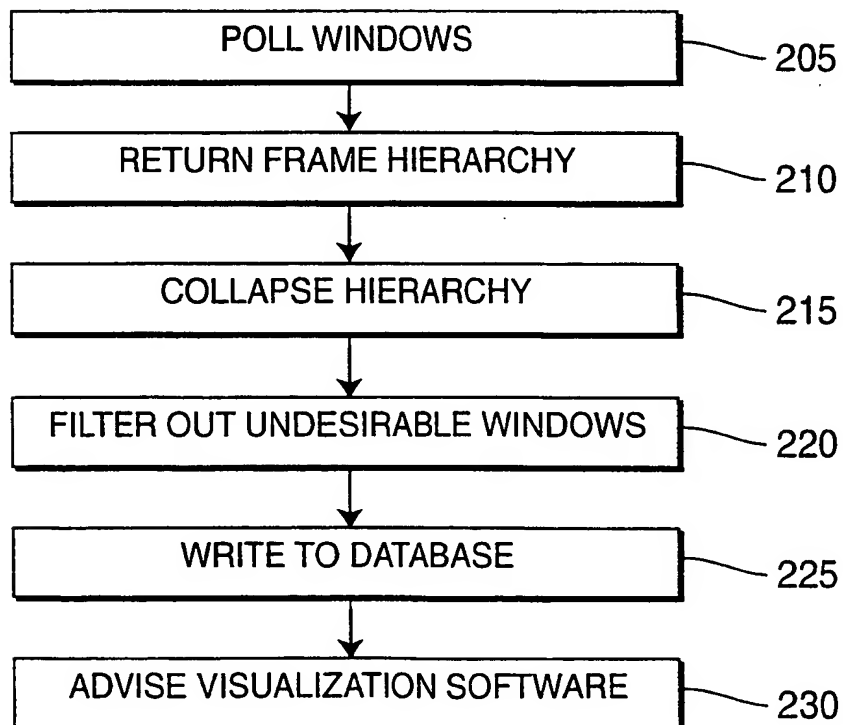 POLL WINDOWS
205
RETURN FRAME HIERARCHY
210
COLLAPSE HIERARCHY
215
FILTER OUT UNDESIRABLE WINDOWS
220
WRITE TO DATABASE
225
ADVISE VISUALIZATION SOFTWARE
230